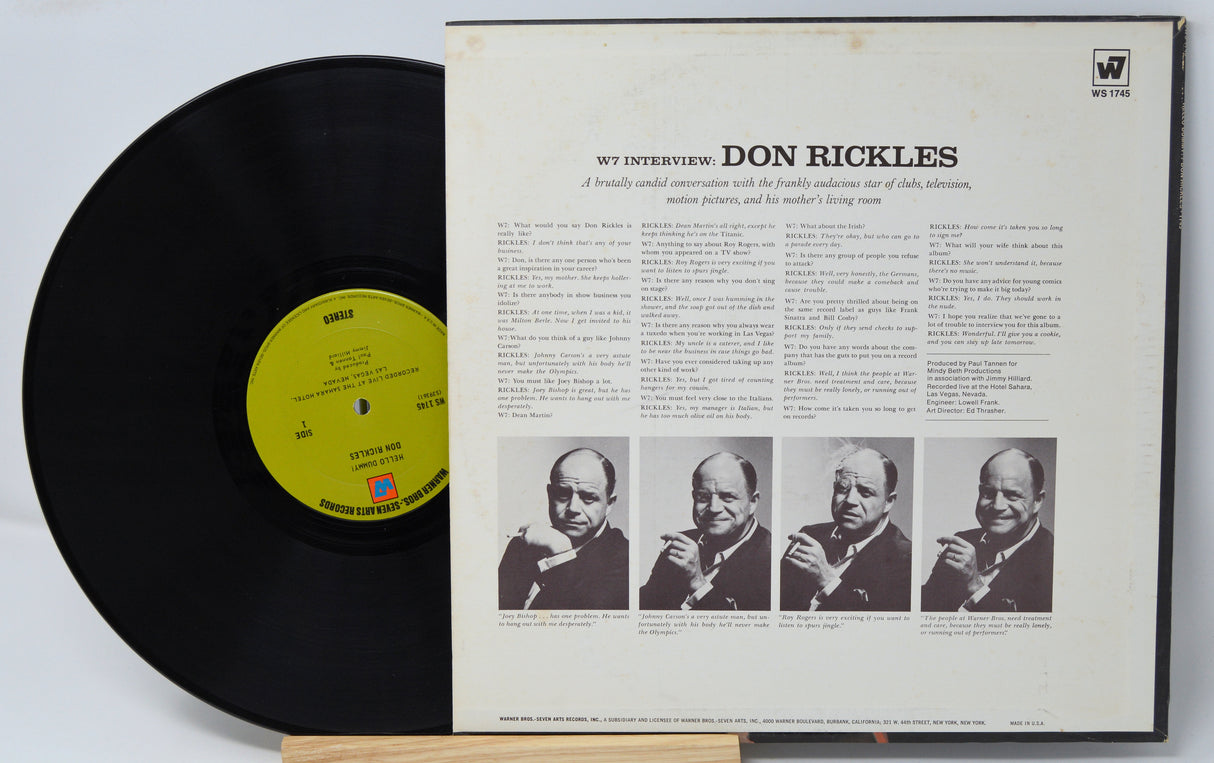 W7
WS 1745
W7 INTERVIEW: DON RICKLES
A brutally candid conversation with the frankly audacious star of clubs, television,
motion pictures, and his mother's living room
W7: What would you say Don Rickles is
really like?
RICKLES: I don't think that's any of your
business.
W7: Don, is there any one person who's been
a great inspiration in your career?
RICKLES: Yes, my mother. She keeps holler-
ing at me to work.
W7: Is there anybody in show business you
idolize?
RICKLES: At one time, when I was a kid, it
was Milton Berle. Now I get invited to his
house.
W7: What do you think of a guy like Johnny
Carson?
RICKLES: Johnny Carson's a very astute
man, but unfortunately with his body he'll
never make the Olympics.
W7: You must like Joey Bishop a lot.
RICKLES: Joey Bishop is great, but he has
one problem. He wants to hang out with me
desperately.
W7: Dean Martin?
RICKLES: Dean Martin's all right, except he
keeps thinking he's on the Titanic.
W7: Anything to say about Roy Rogers, with
whom you appeared on a TV show?
RICKLES: Roy Rogers is very exciting if you
want to listen to spurs jingle.
W7: Is there any reason why you don't sing
on stage?
RICKLES: Well, once I was humming in the
shower, and the soap got out of the dish and
walked away.
W7: Is there any reason why you always wear
a tuxedo when you're working in Las Vegas?
RICKLES: My uncle is a caterer, and I like
to be near the business in case things go bad.
W7: Have you ever considered taking up any
other kind of work?
RICKLES: Yes, but I got tired of counting
hangers for my cousin.
W7: You must feel very close to the Italians.
RICKLES: Yes, my manager is Italian, but
he has too much olive oil on his body.
W7: What about the Irish?
RICKLES: They're okay, but who can go to
a parade every day.
W7: Is there any group of people you refuse
to attack?
RICKLES: Well, very honestly, the Germans,
because they could make a comeback and
cause trouble.
W7: Are you pretty thrilled about being on
the same record label as guys like Frank
Sinatra and Bill Cosby?
RICKLES: Only if they send checks to sup-
port my family.
W7: Do you have any words about the com-
pany that has the guts to put you on a record
album?
RICKLES: Well, I think the people at War-
ner Bros. need treatment and care, because
they must be really lonely, or running out of
performers.
W7: How come it's taken you so long to get
on records?
RICKLES: How come it's taken you so long
to sign me?
W7: What will your wife think about this
album?
RICKLES: She won't understand it, because
there's no music.
W7: Do you have any advice for young comics
who're trying to make it big today?
RICKLES: Yes, I do. They should work in
the nude.
W7: I hope you realize that we've gone to a
lot of trouble to interview you for this album.
RICKLES: Wonderful. I'll give you a cookie,
and you can stay up late tomorrow.
Produced by Paul Tannen for
Mindy Beth Productions
in association with Jimmy Hilliard.
Recorded live at the Hotel Sahara,
Las Vegas, Nevada.
Engineer: Lowell Frank.
Art Director: Ed Thrasher.
"Joey Bishop ... has one problem. He wants
to hang out with me desperately."
"Johnny Carson's a very astute man, but un-
fortunately with his body he'll never make
the Olympics."
"Roy Rogers is very exciting if you want to
listen to spurs jingle."
"The people at Warner Bros. need treatment
and care, because they must be really lonely,
or running out of performers."
WARNER BROS.-SEVEN ARTS RECORDS, INC., A SUBSIDIARY AND LICENSEE OF WARNER BROS.-SEVEN ARTS, INC., 4000 WARNER BOULEVARD, BURBANK, CALIFORNIA; 321 W. 44th STREET, NEW YORK, NEW YORK. MADE IN U.S.A.
WARNER BROS.-SEVEN ARTS RECORDS
W7
HELLO DUMMY!
DON RICKLES
SIDE
1
WS 1745
(S39361)
RECORDED LIVE AT THE SAHARA HOTEL,
LAS VEGAS, NEVADA
Produced by
Paul Tannen &
Jimmy Hilliard
STEREO